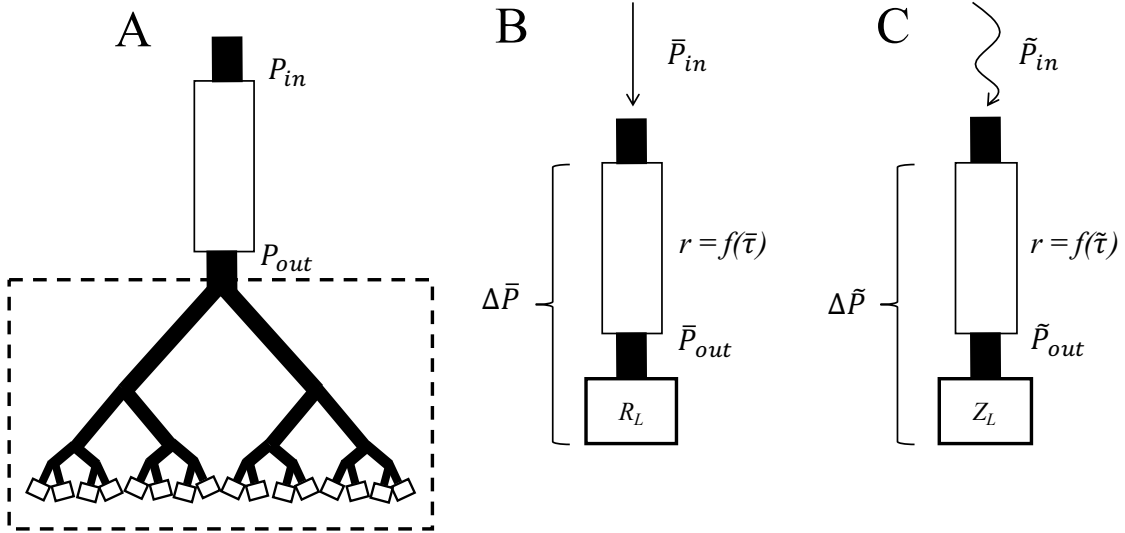 A
P_in
P_out
B
P̄_in
r = f(τ̄)
ΔP̄
P̄_out
R_L
C
P̃_in
r = f(τ̃)
ΔP̃
P̃_out
Z_L